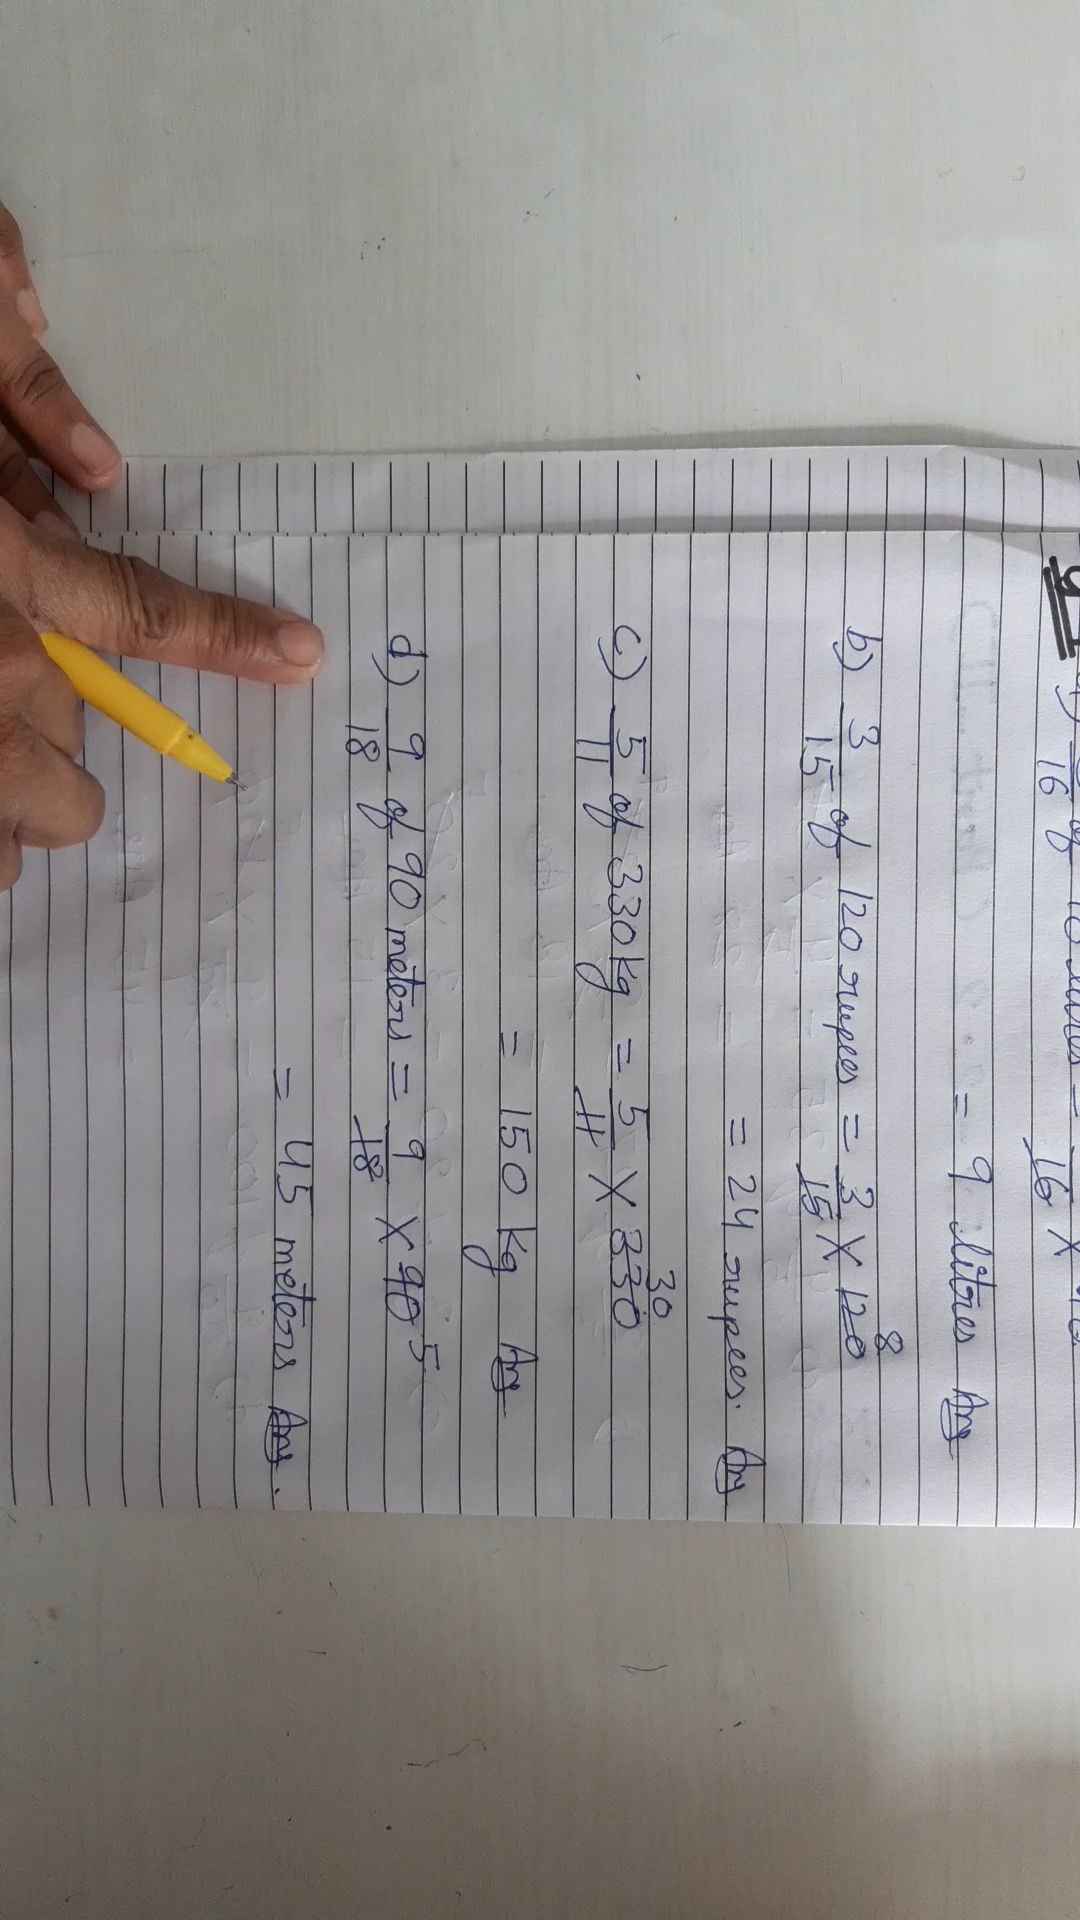 = 9 litres Ans
b) 3/15 of 120 rupees = 3/15 X 120 8
= 24 rupees. Ans
c) 5/11 of 330 kg = 5/11 X 330 30
= 150 kg Ans
d) 9/18 of 90 meters = 9/18 X 90 5
= 45 meters Ans.